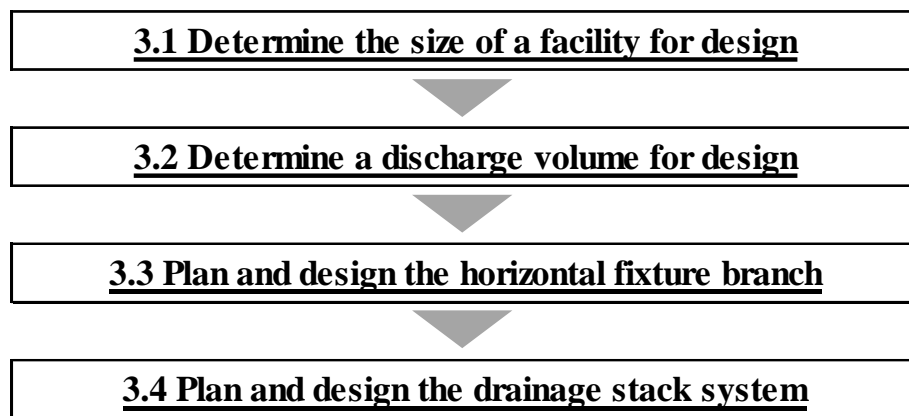 3.1 Determine the size of a facility for design
3.2 Determine a discharge volume for design
3.3 Plan and design the horizontal fixture branch
3.4 Plan and design the drainage stack system